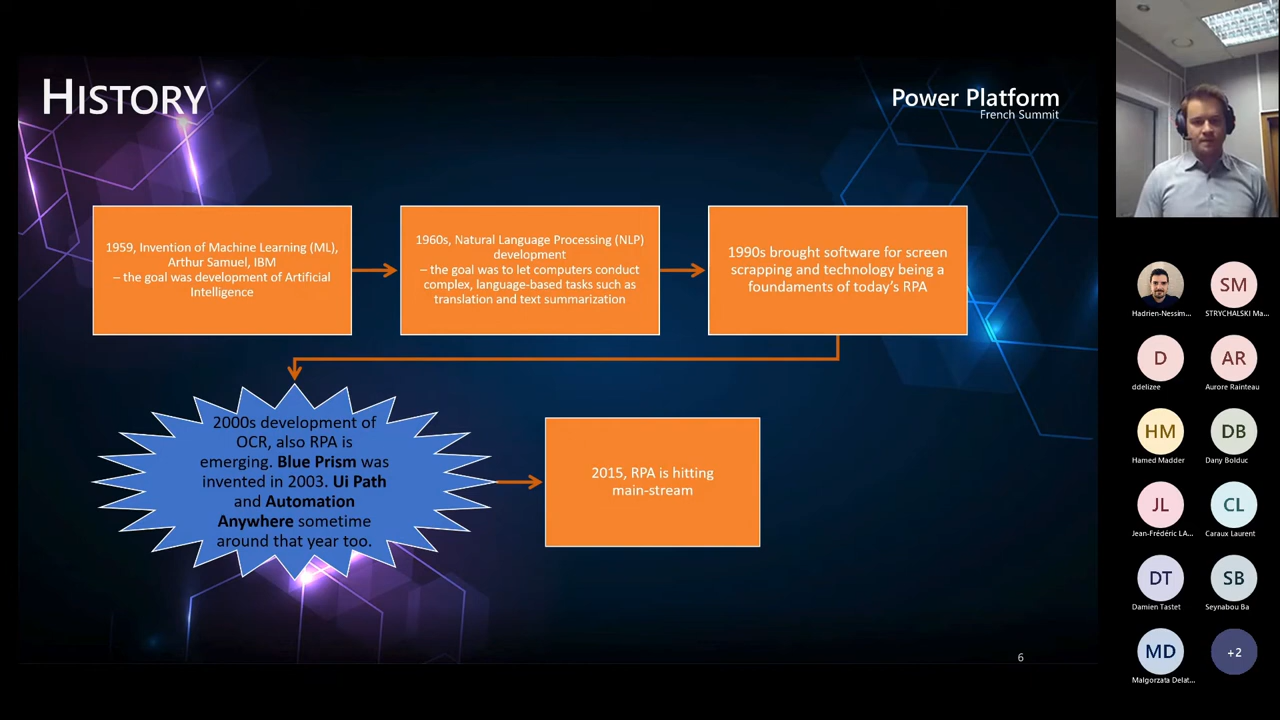 HISTORY
Power Platform
French Summit
1959, Invention of Machine Learning (ML),
Arthur Samuel, IBM
– the goal was development of Artificial
Intelligence
1960s, Natural Language Processing (NLP)
development
– the goal was to let computers conduct
complex, language-based tasks such as
translation and text summarization
1990s brought software for screen
scrapping and technology being a
foundaments of today's RPA
2000s development of
OCR, also RPA is
emerging. Blue Prism was
invented in 2003. Ui Path
and Automation
Anywhere sometime
around that year too.
2015, RPA is hitting
main-stream
6
Hadrien-Nessim...
SM
STRYCHALSKI Ma...
D
ddelizee
AR
Aurore Rainteau
HM
Hamed Madder
DB
Dany Bolduc
JL
Jean-Frédéric LA...
CL
Caraux Laurent
DT
Damien Tastet
SB
Seynabou Ba
MD
Malgorzata Delat...
+2